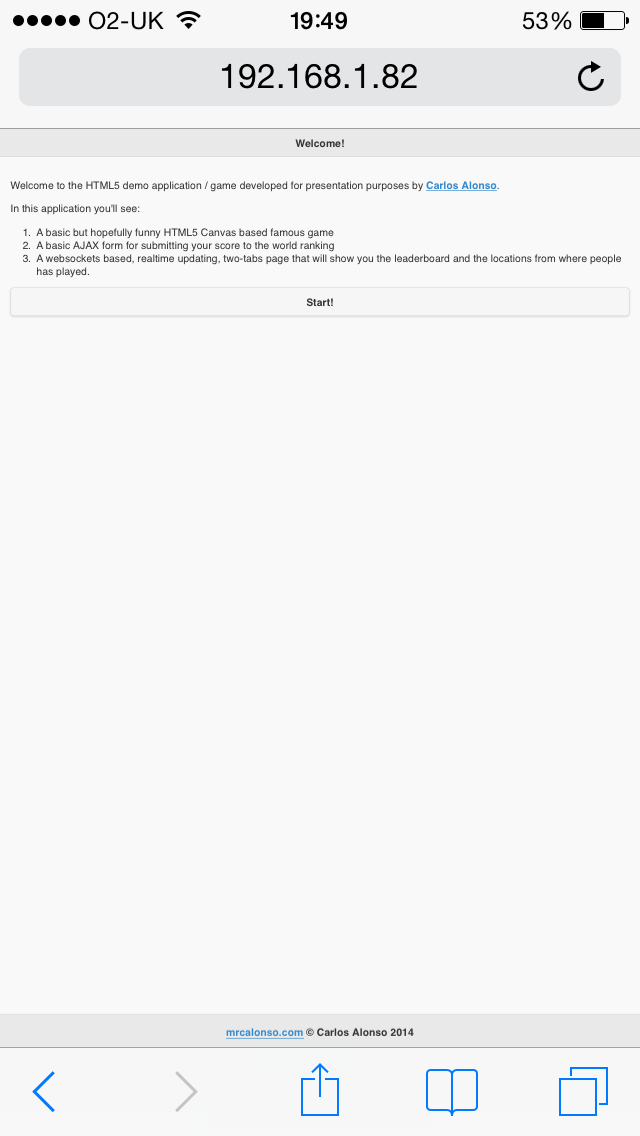 O2-UK 19:49 53%
192.168.1.82
Welcome!
Welcome to the HTML5 demo application / game developed for presentation purposes by Carlos Alonso.
In this application you'll see:
1. A basic but hopefully funny HTML5 Canvas based famous game
2. A basic AJAX form for submitting your score to the world ranking
3. A websockets based, realtime updating, two-tabs page that will show you the leaderboard and the locations from where people
has played.
Start!
mrcalonso.com © Carlos Alonso 2014